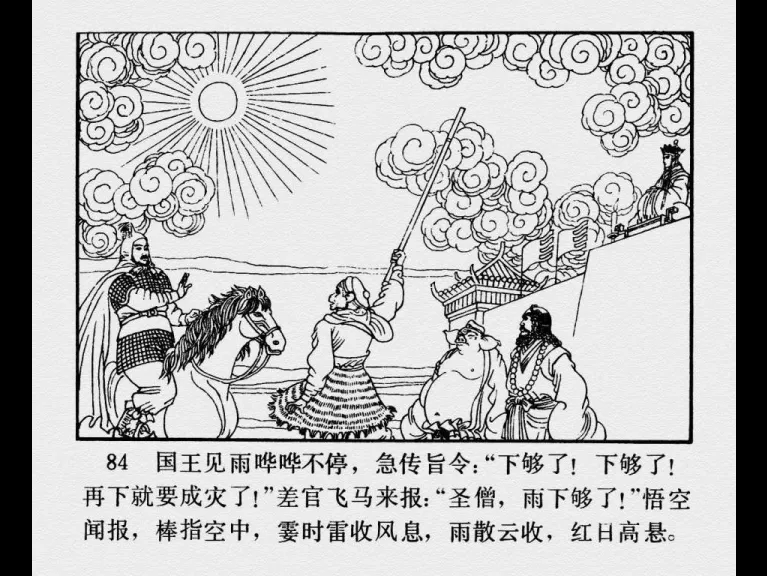 84 国王见雨哗哗不停，急传旨令：“下够了！下够了！
再下就要成灾了！”差官飞马来报：“圣僧，雨下够了！”悟空
闻报，棒指空中，霎时雷收风息，雨散云收，红日高悬。